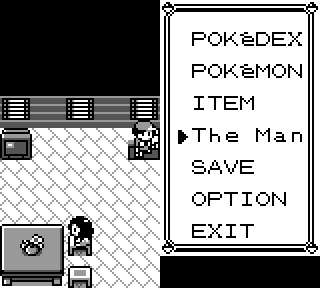 POKéDEX
POKéMON
ITEM
The Man
SAVE
OPTION
EXIT